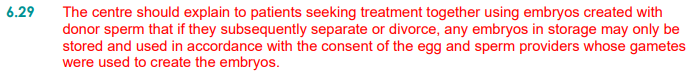 6.29 The centre should explain to patients seeking treatment together using embryos created with
donor sperm that if they subsequently separate or divorce, any embryos in storage may only be
stored and used in accordance with the consent of the egg and sperm providers whose gametes
were used to create the embryos.